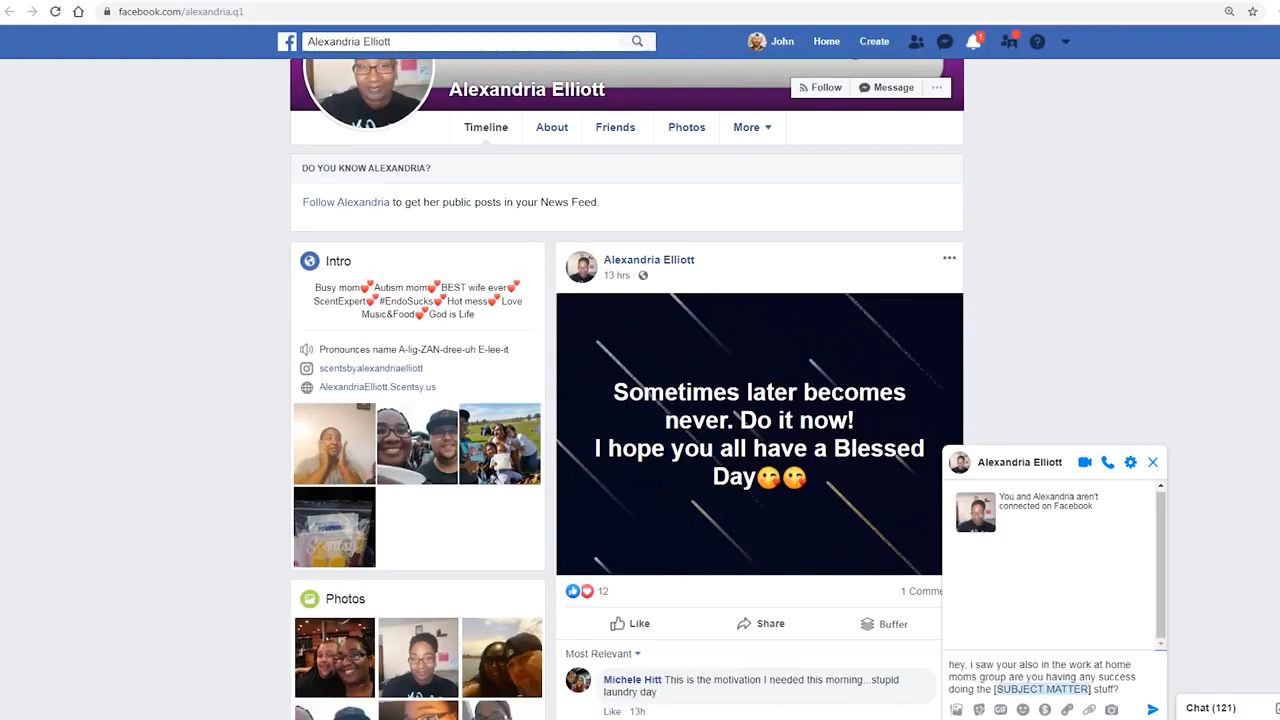 facebook.com/alexandria.q1
Alexandria Elliott
John
Home
Create
1
Alexandria Elliott
Follow
Message
Timeline
About
Friends
Photos
More
DO YOU KNOW ALEXANDRIA?
Follow Alexandria to get her public posts in your News Feed.
Intro
Busy mom💕Autism mom💕BEST wife ever💕
ScentExpert💕#EndoSucks💕Hot mess💕Love
Music&Food💕God is Life
Pronounces name A-lig-ZAN-dree-uh E-lee-it
scentsbyalexandriaelliott
AlexandriaElliott.Scentsy.us
Scentsy
Photos
Alexandria Elliott
13 hrs ·
Sometimes later becomes
never. Do it now!
I hope you all have a Blessed
Day😋😋
12
1 Comme
Like
Share
Buffer
Most Relevant
Michele Hitt This is the motivation I needed this morning...stupid
laundry day
Like · 13h
Alexandria Elliott
You and Alexandria aren't
connected on Facebook
hey, i saw your also in the work at home
moms group are you having any success
doing the [SUBJECT MATTER] stuff?
GIF
Chat (121)